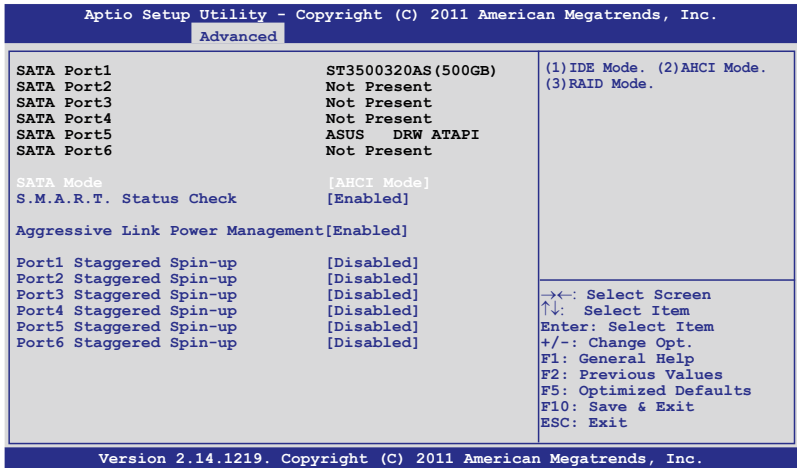 Aptio Setup Utility - Copyright (C) 2011 American Megatrends, Inc.
Advanced
SATA Port1 ST3500320AS(500GB)
SATA Port2 Not Present
SATA Port3 Not Present
SATA Port4 Not Present
SATA Port5 ASUS DRW ATAPI
SATA Port6 Not Present
SATA Mode [AHCI Mode]
S.M.A.R.T. Status Check [Enabled]
Aggressive Link Power Management[Enabled]
Port1 Staggered Spin-up [Disabled]
Port2 Staggered Spin-up [Disabled]
Port3 Staggered Spin-up [Disabled]
Port4 Staggered Spin-up [Disabled]
Port5 Staggered Spin-up [Disabled]
Port6 Staggered Spin-up [Disabled]
(1)IDE Mode. (2)AHCI Mode.
(3)RAID Mode.
→←: Select Screen
↑↓: Select Item
Enter: Select Item
+/-: Change Opt.
F1: General Help
F2: Previous Values
F5: Optimized Defaults
F10: Save & Exit
ESC: Exit
Version 2.14.1219. Copyright (C) 2011 American Megatrends, Inc.